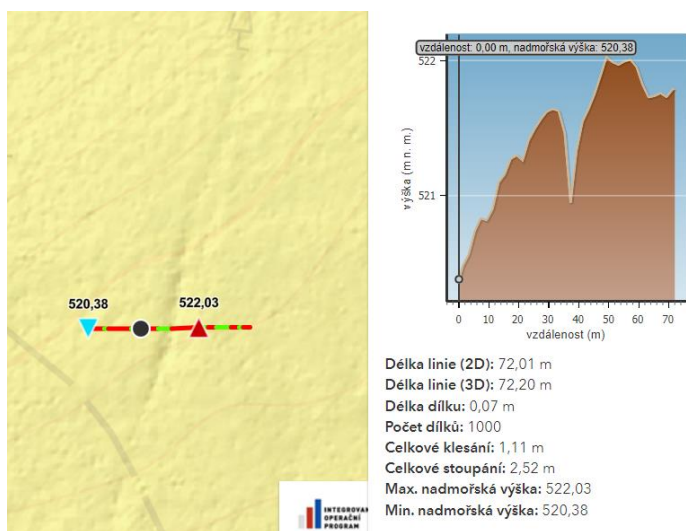 520,38
522,03
INTEGROVAN
OPERAČNÍ
PROGRAM
vzdálenost: 0,00 m, nadmořská výška: 520,38
522
521
výška (m n. m.)
0 10 20 30 40 50 60 70
vzdálenost (m)
Délka linie (2D): 72,01 m
Délka linie (3D): 72,20 m
Délka dílku: 0,07 m
Počet dílků: 1000
Celkové klesání: 1,11 m
Celkové stoupání: 2,52 m
Max. nadmořská výška: 522,03
Min. nadmořská výška: 520,38